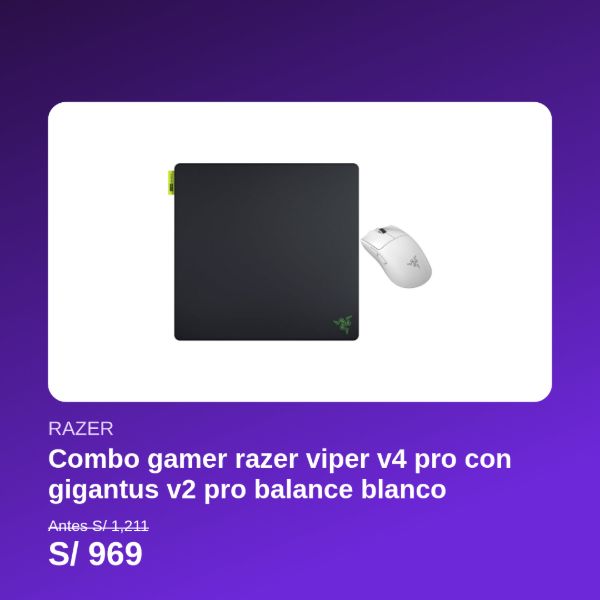 RAZER
Combo gamer razer viper v4 pro con
gigantus v2 pro balance blanco
Antes S/ 1,211
S/ 969